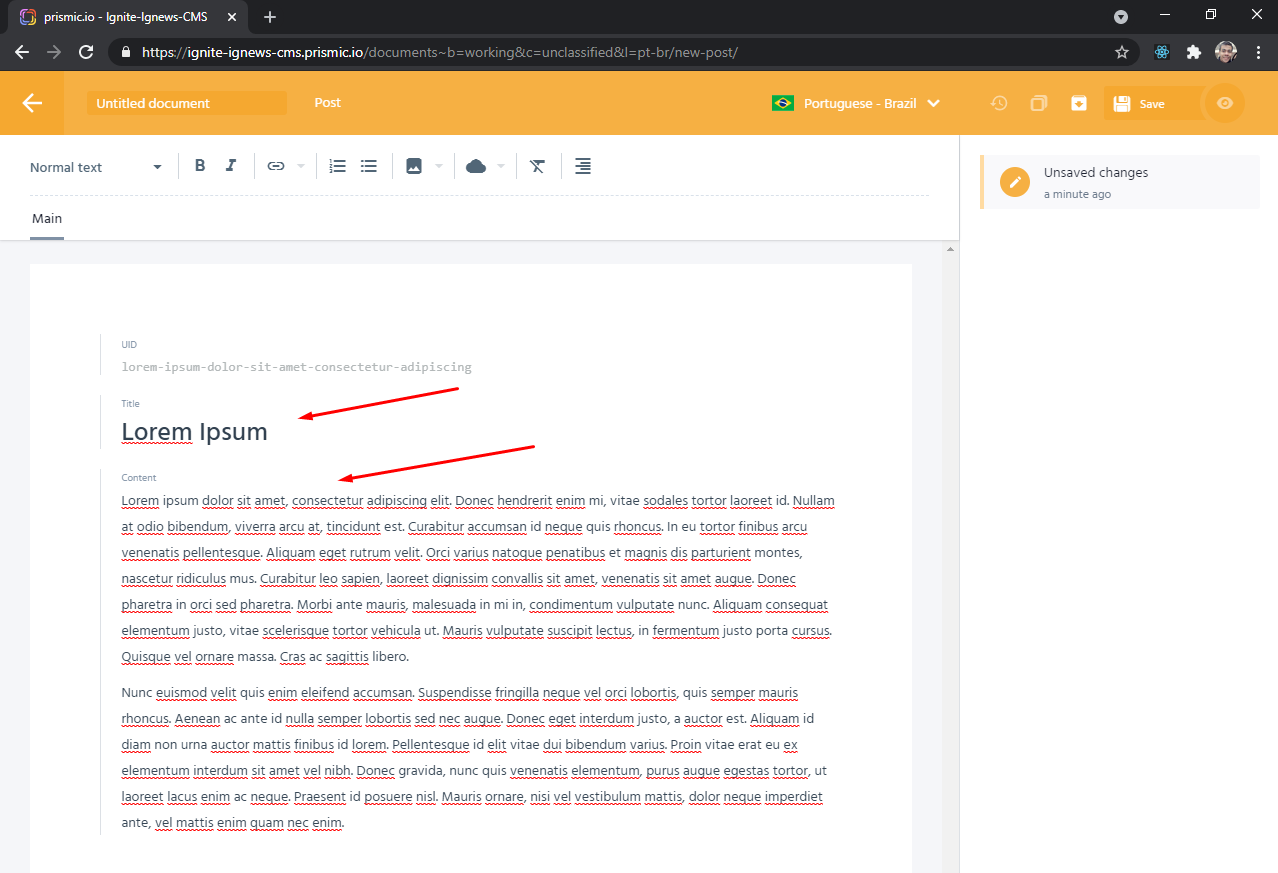 prismic.io - Ignite-Ignews-CMS
https://ignite-ignews-cms.prismic.io/documents~b=working&c=unclassified&l=pt-br/new-post/
Untitled document Post Portuguese - Brazil Save
Normal text B I
Unsaved changes
a minute ago
Main
UID
lorem-ipsum-dolor-sit-amet-consectetur-adipiscing
Title
Lorem Ipsum
Content
Lorem ipsum dolor sit amet, consectetur adipiscing elit. Donec hendrerit enim mi, vitae sodales tortor laoreet id. Nullam
at odio bibendum, viverra arcu at, tincidunt est. Curabitur accumsan id neque quis rhoncus. In eu tortor finibus arcu
venenatis pellentesque. Aliquam eget rutrum velit. Orci varius natoque penatibus et magnis dis parturient montes,
nascetur ridiculus mus. Curabitur leo sapien, laoreet dignissim convallis sit amet, venenatis sit amet augue. Donec
pharetra in orci sed pharetra. Morbi ante mauris, malesuada in mi in, condimentum vulputate nunc. Aliquam consequat
elementum justo, vitae scelerisque tortor vehicula ut. Mauris vulputate suscipit lectus, in fermentum justo porta cursus.
Quisque vel ornare massa. Cras ac sagittis libero.
Nunc euismod velit quis enim eleifend accumsan. Suspendisse fringilla neque vel orci lobortis, quis semper mauris
rhoncus. Aenean ac ante id nulla semper lobortis sed nec augue. Donec eget interdum justo, a auctor est. Aliquam id
diam non urna auctor mattis finibus id lorem. Pellentesque id elit vitae dui bibendum varius. Proin vitae erat eu ex
elementum interdum sit amet vel nibh. Donec gravida, nunc quis venenatis elementum, purus augue egestas tortor, ut
laoreet lacus enim ac neque. Praesent id posuere nisl. Mauris ornare, nisi vel vestibulum mattis, dolor neque imperdiet
ante, vel mattis enim quam nec enim.